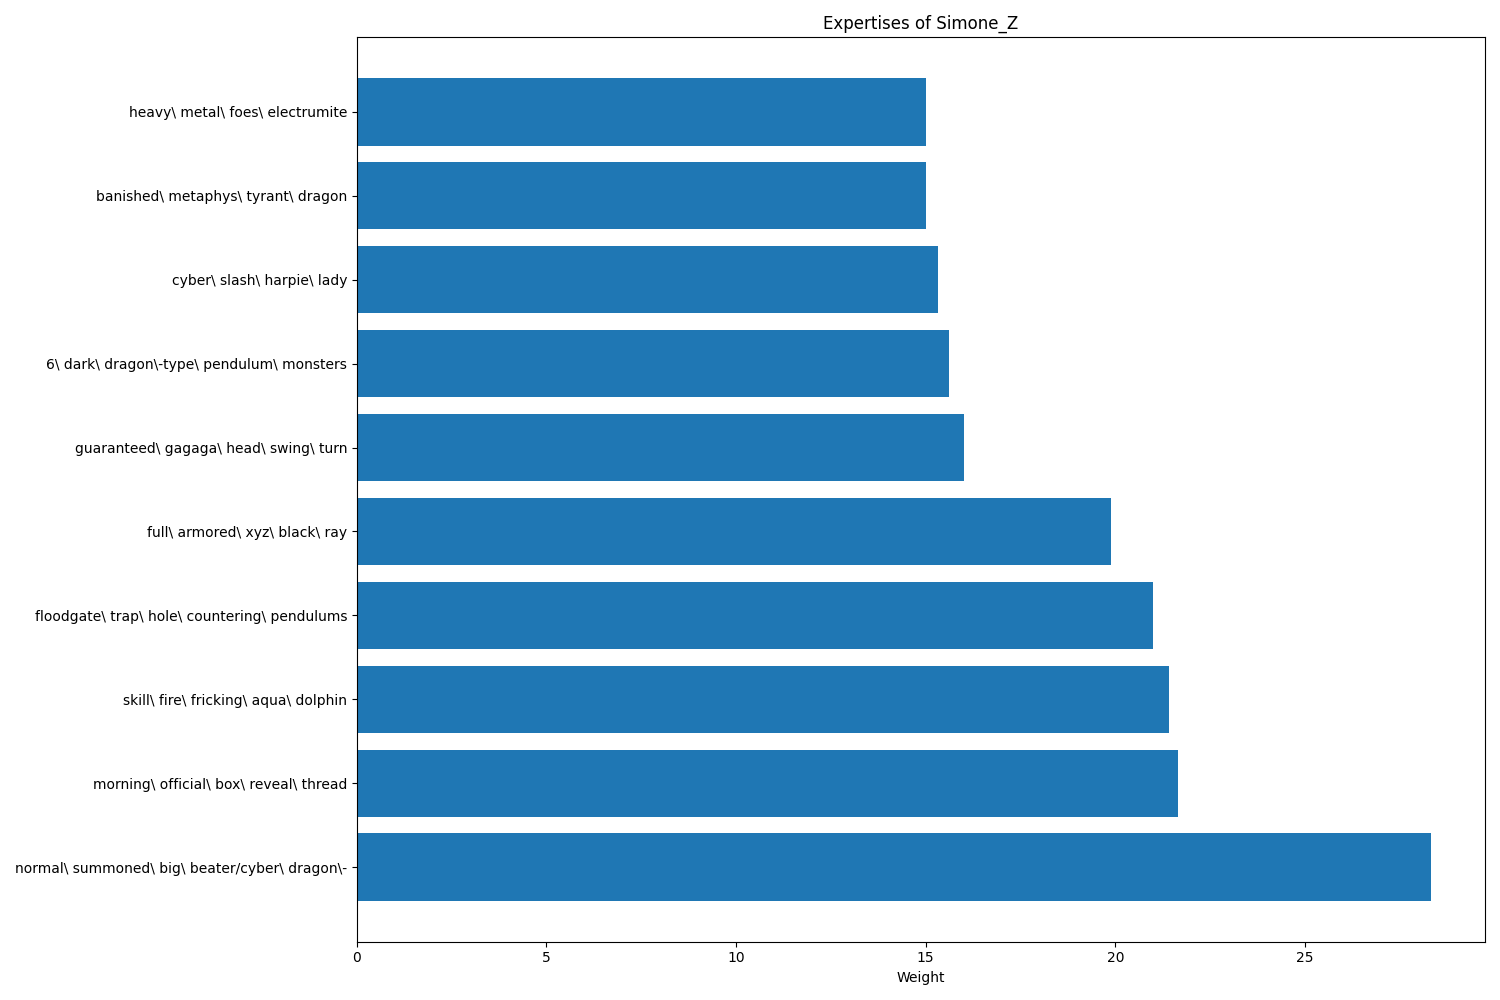 Expertises of Simone_Z
heavy\ metal\ foes\ electrumite
banished\ metaphys\ tyrant\ dragon
cyber\ slash\ harpie\ lady
6\ dark\ dragon\-type\ pendulum\ monsters
guaranteed\ gagaga\ head\ swing\ turn
full\ armored\ xyz\ black\ ray
floodgate\ trap\ hole\ countering\ pendulums
skill\ fire\ fricking\ aqua\ dolphin
morning\ official\ box\ reveal\ thread
normal\ summoned\ big\ beater/cyber\ dragon\-
0 5 10 15 20 25
Weight